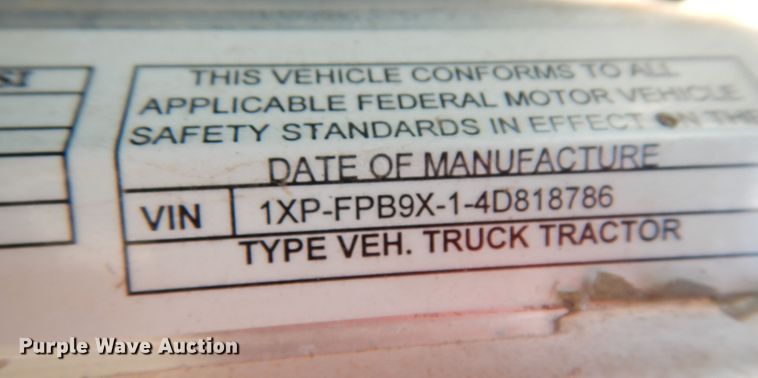 SI
THIS VEHICLE CONFORMS TO ALL
APPLICABLE FEDERAL MOTOR VEHICLE
SAFETY STANDARDS IN EFFECT ON THE
DATE OF MANUFACTURE
VIN 1XP-FPB9X-1-4D818786
TYPE VEH. TRUCK TRACTOR
Purple Wave Auction